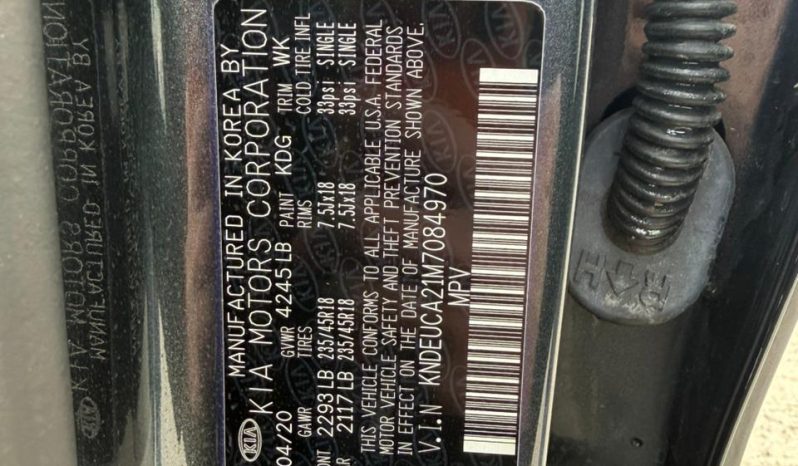 MANUFACTURED IN KOREA BY
KIA KIA MOTORS CORPORATION
04/20 GVWR 4245LB PAINT KDG TRIM WK
GAWR TIRES RIMS COLD TIRE INFL
ONT 2293LB 235/45R18 7.5Jx18 33psi SINGLE
AR 2117LB 235/45R18 7.5Jx18 33psi SINGLE
THIS VEHICLE CONFORMS TO ALL APPLICABLE U.S.A. FEDERAL
MOTOR VEHICLE SAFETY AND THEFT PREVENTION STANDARDS
IN EFFECT ON THE DATE OF MANUFACTURE SHOWN ABOVE.
V.I.N KNDEUCA21M7084970
MPV